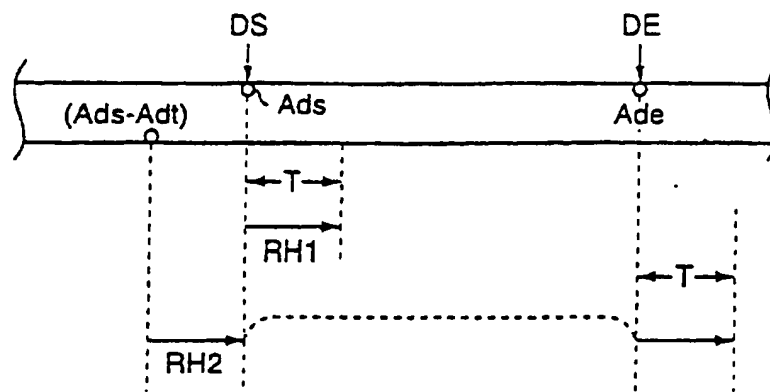 DS DE
Ads
Ade
(Ads-Adt)
T
RH1
T
RH2